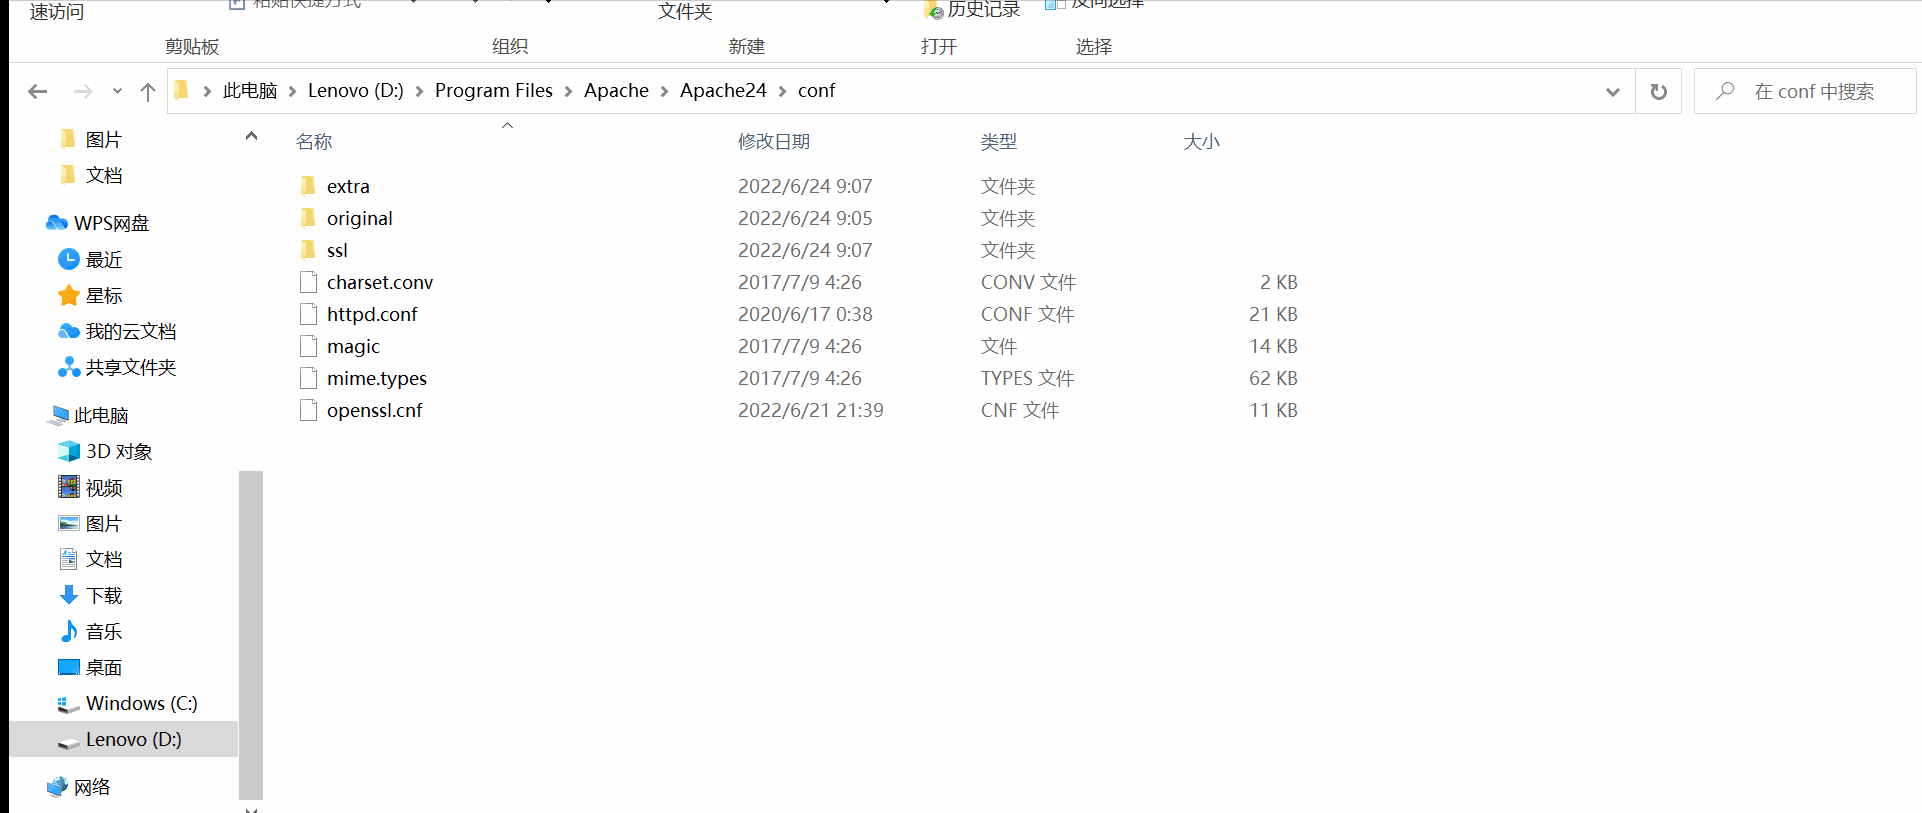 速访问
粘贴快捷方式
文件夹
历史记录
反向选择
剪贴板 组织 新建 打开 选择
此电脑 Lenovo (D:) Program Files Apache Apache24 conf
在 conf 中搜索
名称 修改日期 类型 大小
extra 2022/6/24 9:07 文件夹
original 2022/6/24 9:05 文件夹
ssl 2022/6/24 9:07 文件夹
charset.conv 2017/7/9 4:26 CONV 文件 2 KB
httpd.conf 2020/6/17 0:38 CONF 文件 21 KB
magic 2017/7/9 4:26 文件 14 KB
mime.types 2017/7/9 4:26 TYPES 文件 62 KB
openssl.cnf 2022/6/21 21:39 CNF 文件 11 KB
图片
文档
WPS网盘
最近
星标
我的云文档
共享文件夹
此电脑
3D 对象
视频
图片
文档
下载
音乐
桌面
Windows (C:)
Lenovo (D:)
网络